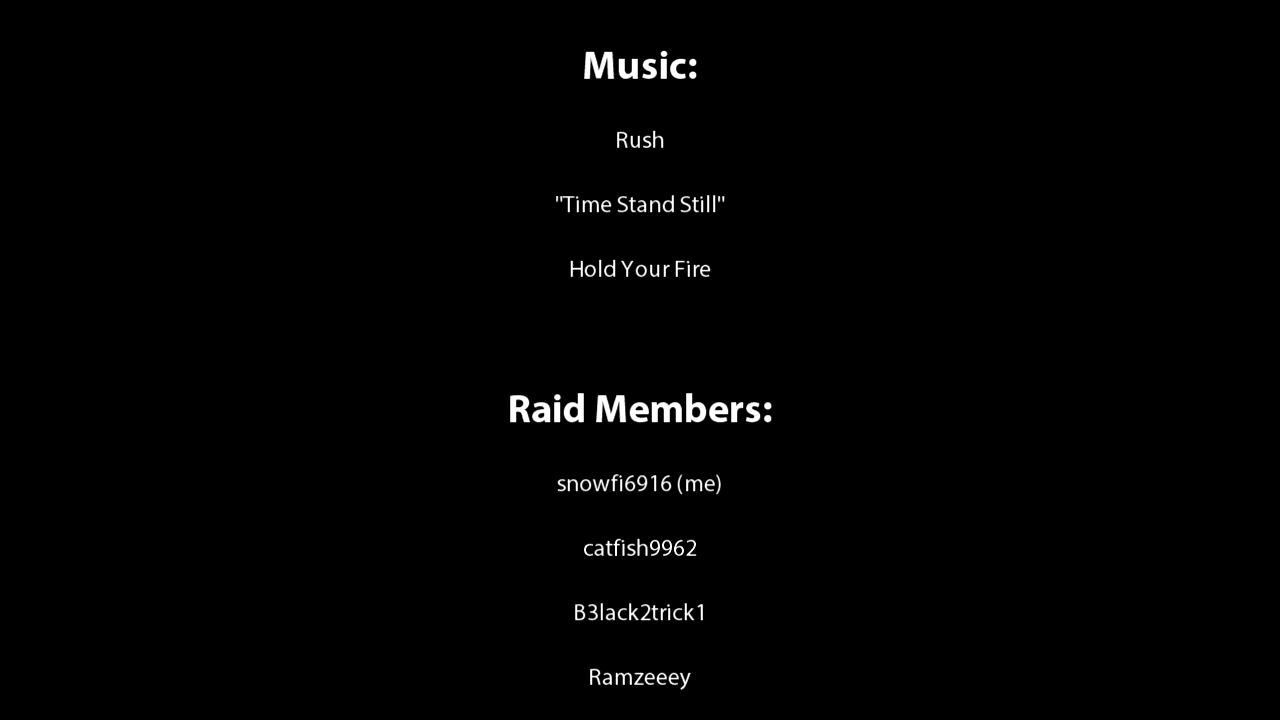 Music:
Rush
"Time Stand Still"
Hold Your Fire
Raid Members:
snowfi6916 (me)
catfish9962
B3lack2trick1
Ramzeeey